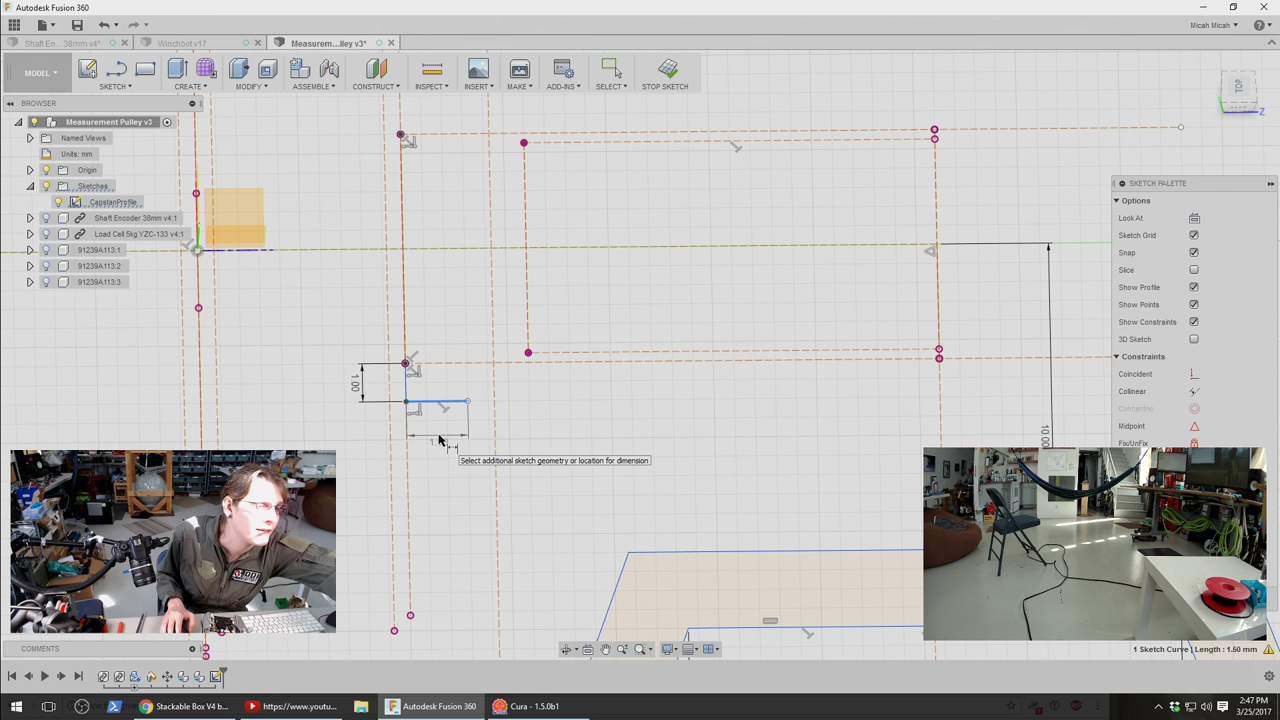 Autodesk Fusion 360
Micah Micah
Shaft En...38mm v4*
Winchbot v17
Measurem...lley v3*
MODEL
SKETCH
CREATE
MODIFY
ASSEMBLE
CONSTRUCT
INSPECT
INSERT
MAKE
ADD-INS
SELECT
STOP SKETCH
TOP
Z
BROWSER
Measurement Pulley v3
Named Views
Units: mm
Origin
Sketches
CapstanProfile
Shaft Encoder 38mm v4:1
Load Cell 5kg YZC-133 v4:1
91239A113:1
91239A113:2
91239A113:3
SKETCH PALETTE
Options
Look At
Sketch Grid
Snap
Slice
Show Profile
Show Points
Show Constraints
3D Sketch
Constraints
Coincident
Collinear
Concentric
Midpoint
Fix/UnFix
1.00
10.00
Select additional sketch geometry or location for dimension
COMMENTS
1 Sketch Curve | Length : 1.50 mm
Stackable Box V4 b...
https://www.youtu...
Autodesk Fusion 360
Cura - 1.5.0b1
2:47 PM
3/25/2017